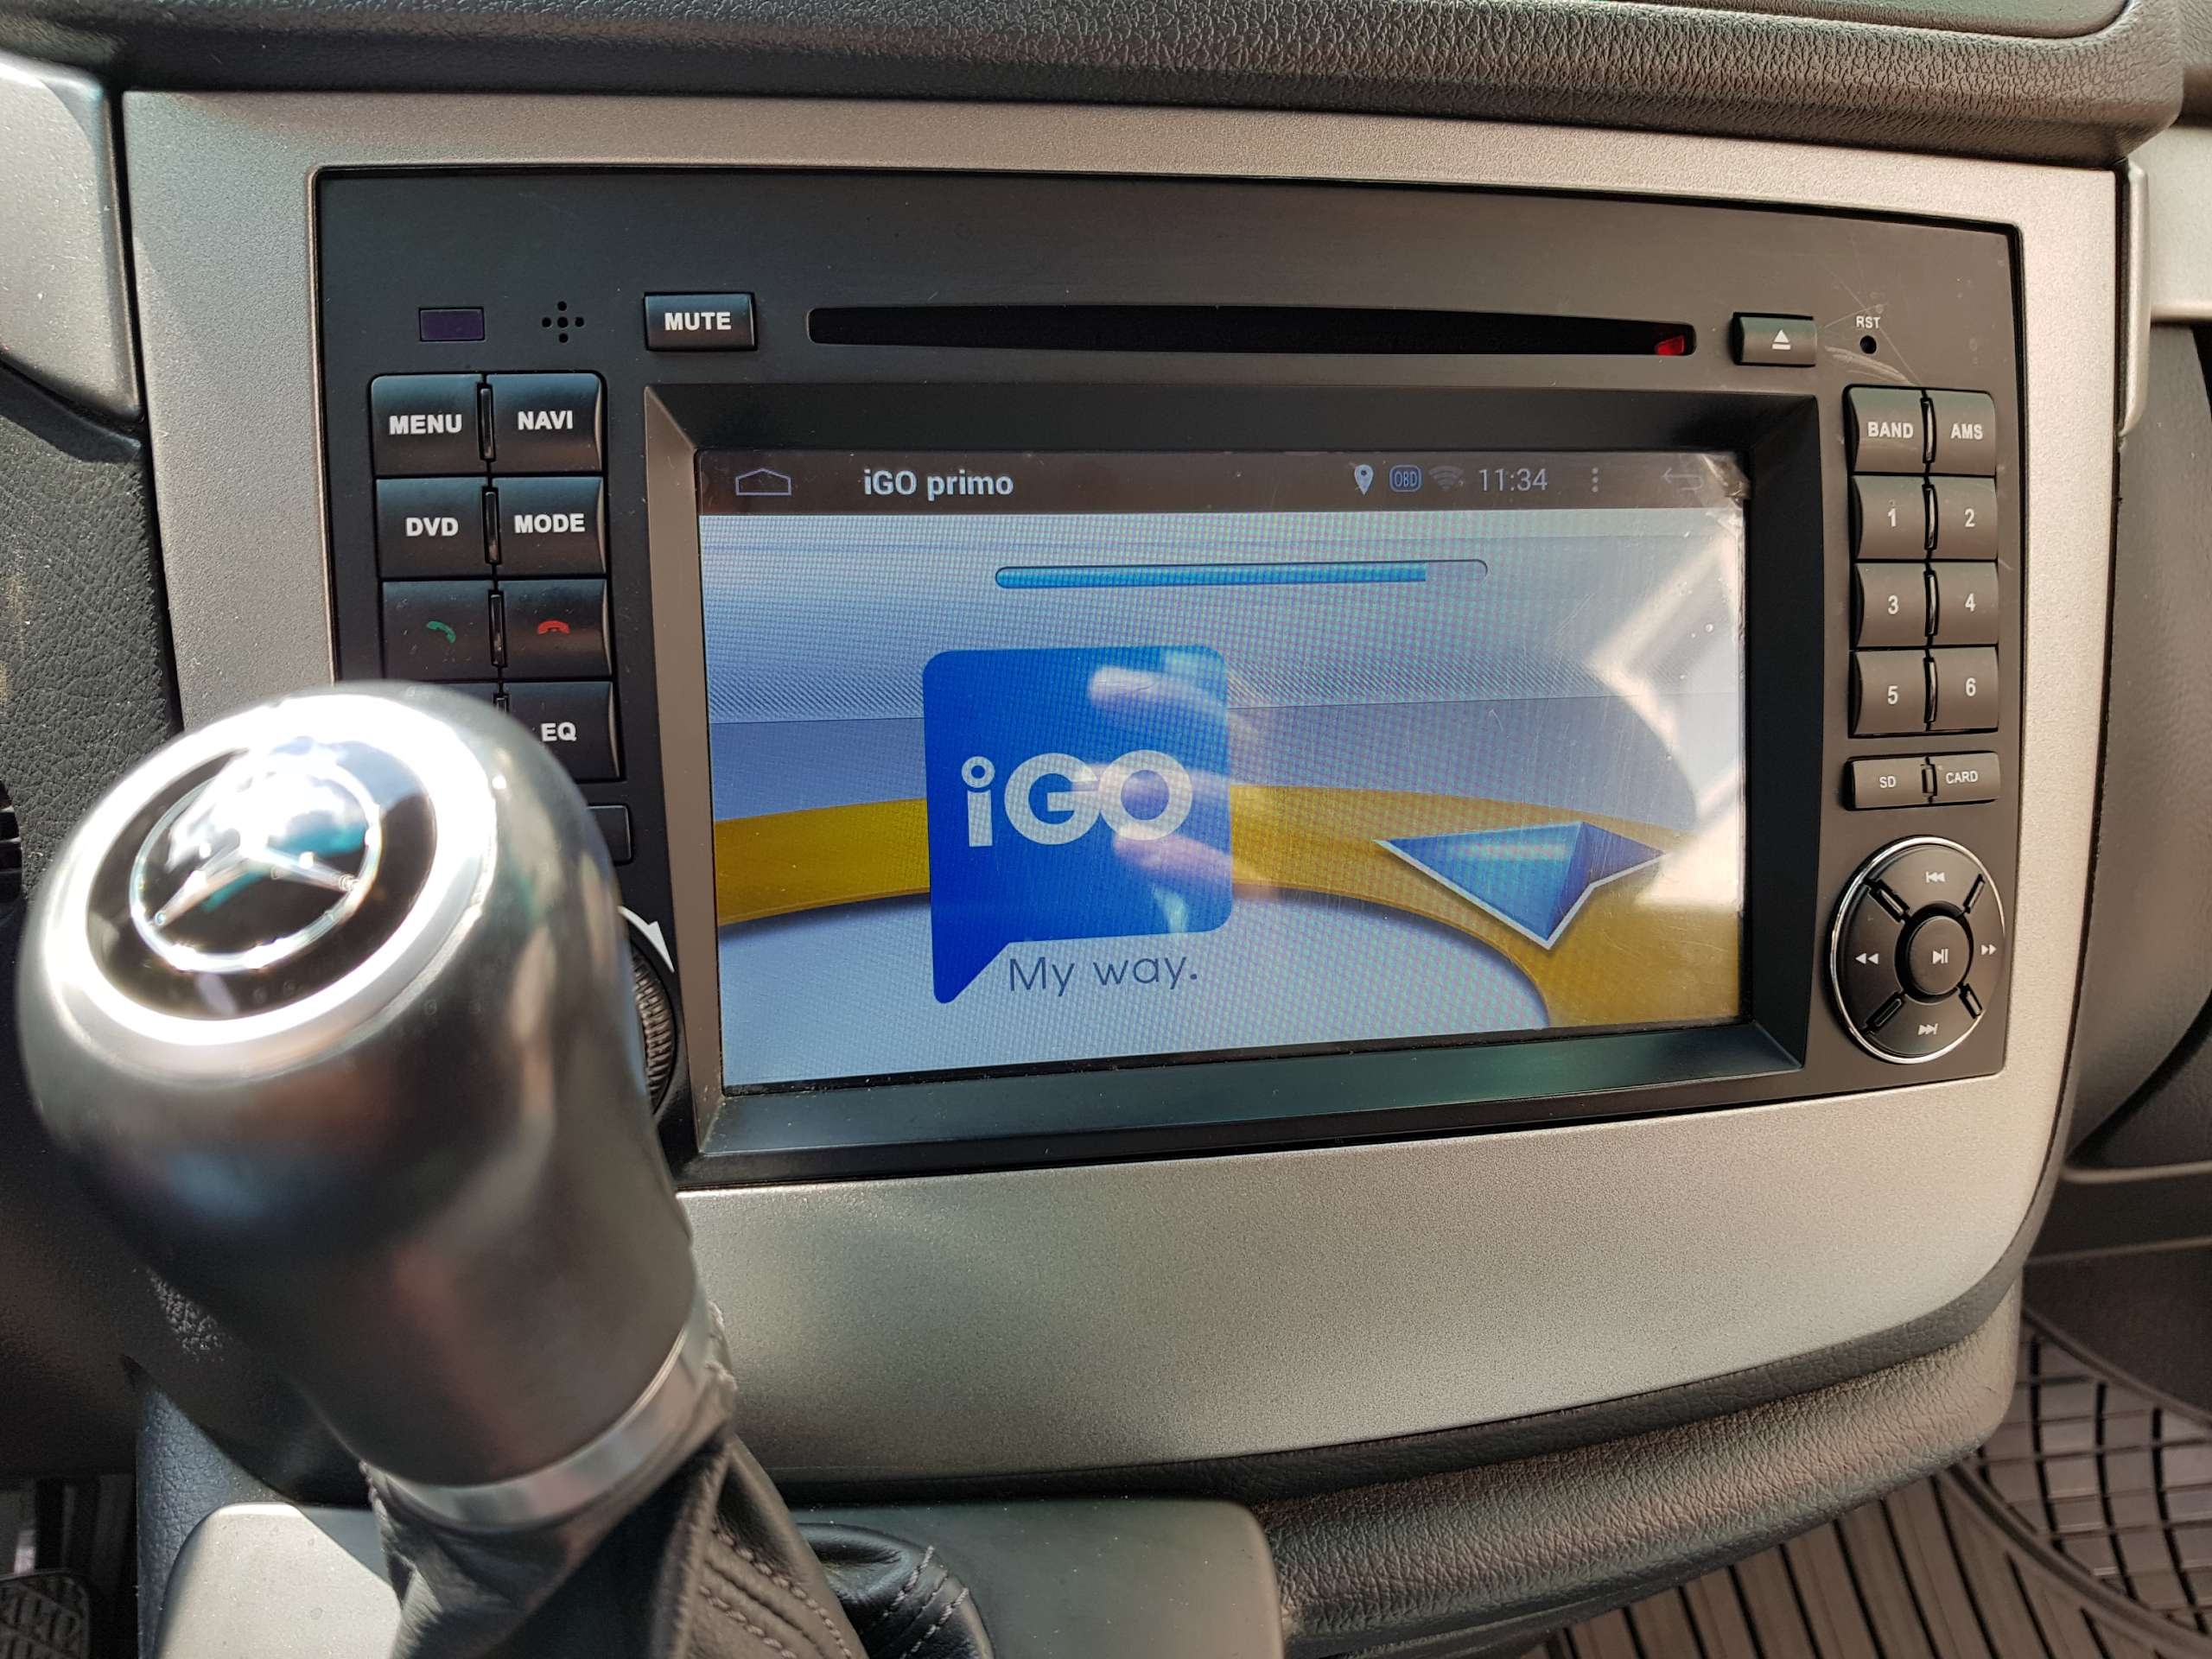 MUTE
RST
MENU NAVI
BAND AMS
iGO primo OBD 11:34
DVD MODE
1 2
3 4
5 6
EQ
SD CARD
iGO
My way.